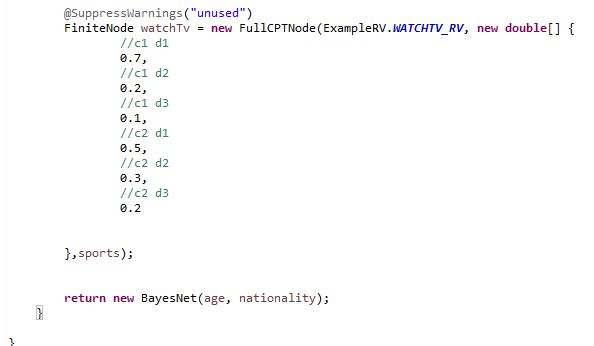 @SuppressWarnings("unused")
FiniteNode watchTv = new FullCPTNode(ExampleRV.WATCHTV_RV, new double[] {
//c1 d1
0.7,
//c1 d2
0.2,
//c1 d3
0.1,
//c2 d1
0.5,
//c2 d2
0.3,
//c2 d3
0.2
},sports);
return new BayesNet(age, nationality);
}
}